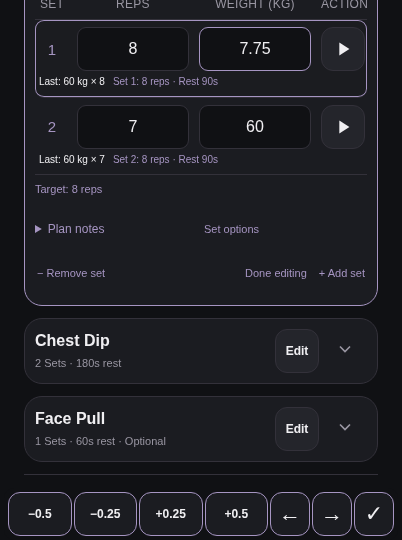 SET REPS WEIGHT (KG) ACTION
1 8 7.75
Last: 60 kg × 8 Set 1: 8 reps · Rest 90s
2 7 60
Last: 60 kg × 7 Set 2: 8 reps · Rest 90s
Target: 8 reps
▶ Plan notes Set options
− Remove set Done editing + Add set
Chest Dip
2 Sets · 180s rest
Edit
Face Pull
1 Sets · 60s rest · Optional
Edit
−0.5 −0.25 +0.25 +0.5 ← → ✓